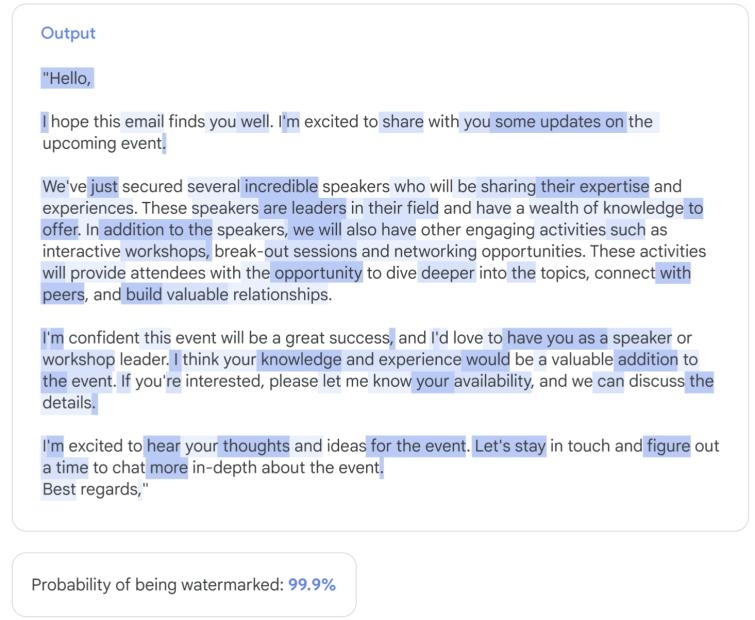 Output
"Hello,
I hope this email finds you well. I'm excited to share with you some updates on the
upcoming event.
We've just secured several incredible speakers who will be sharing their expertise and
experiences. These speakers are leaders in their field and have a wealth of knowledge to
offer. In addition to the speakers, we will also have other engaging activities such as
interactive workshops, break-out sessions and networking opportunities. These activities
will provide attendees with the opportunity to dive deeper into the topics, connect with
peers, and build valuable relationships.
I'm confident this event will be a great success, and I'd love to have you as a speaker or
workshop leader. I think your knowledge and experience would be a valuable addition to
the event. If you're interested, please let me know your availability, and we can discuss the
details.
I'm excited to hear your thoughts and ideas for the event. Let's stay in touch and figure out
a time to chat more in-depth about the event.
Best regards,"
Probability of being watermarked: 99.9%